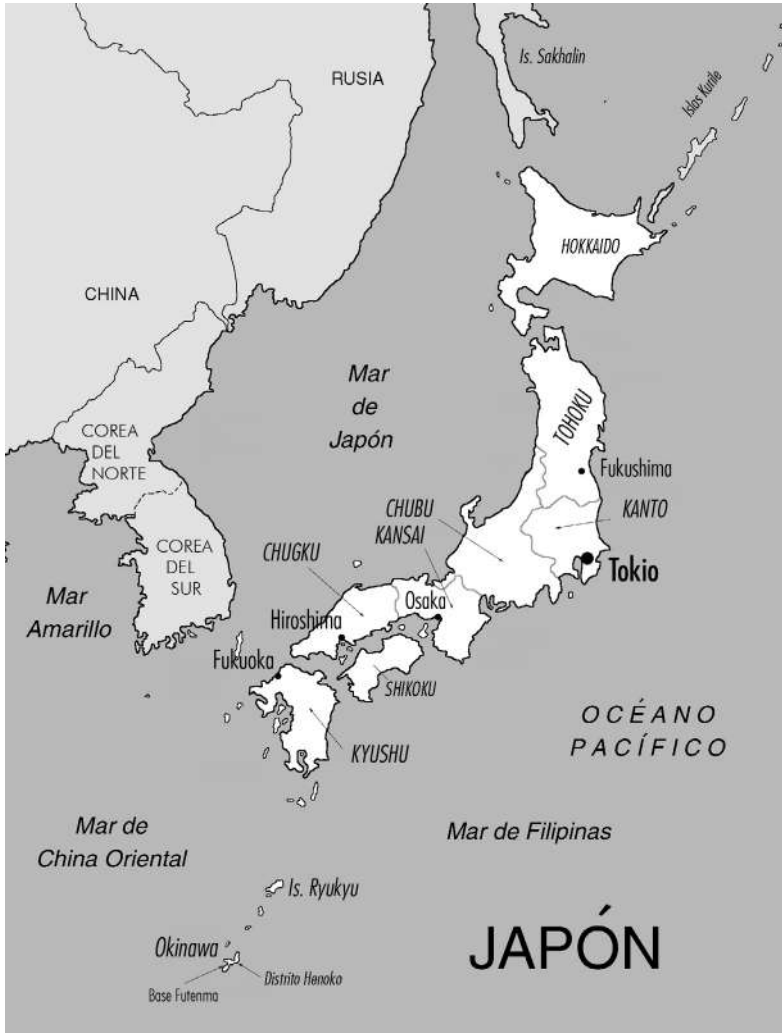 Is. Sakhalin
RUSIA
Islas Kurile
HOKKAIDO
CHINA
Mar
de
Japón
TOHOKU
COREA
DEL
NORTE
Fukushima
CHUBU
KANSAI
KANTO
COREA
DEL
SUR
CHUGKU
Tokio
Mar
Amarillo
Osaka
Hiroshima
Fukuoka
SHIKOKU
OCÉANO
PACÍFICO
KYUSHU
Mar de
China Oriental
Mar de Filipinas
Is. Ryukyu
JAPÓN
Okinawa
Distrito Henoko
Base Futenma